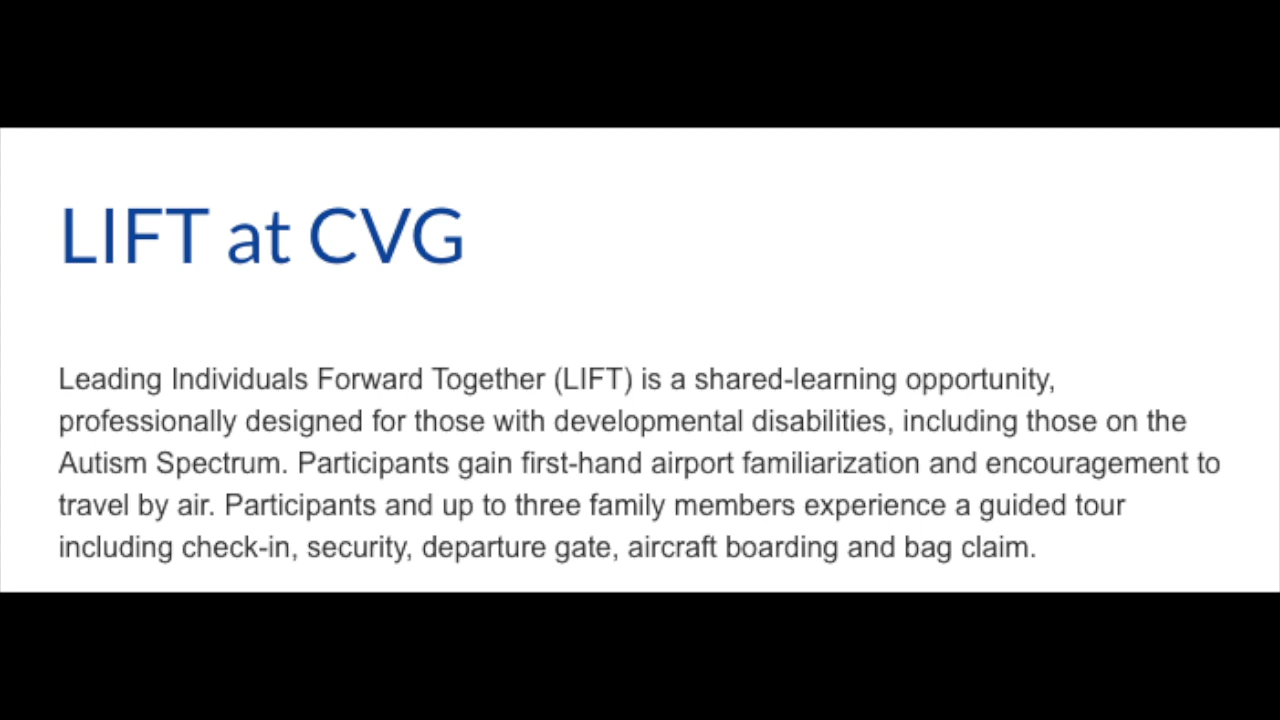 LIFT at CVG
Leading Individuals Forward Together (LIFT) is a shared-learning opportunity,
professionally designed for those with developmental disabilities, including those on the
Autism Spectrum. Participants gain first-hand airport familiarization and encouragement to
travel by air. Participants and up to three family members experience a guided tour
including check-in, security, departure gate, aircraft boarding and bag claim.